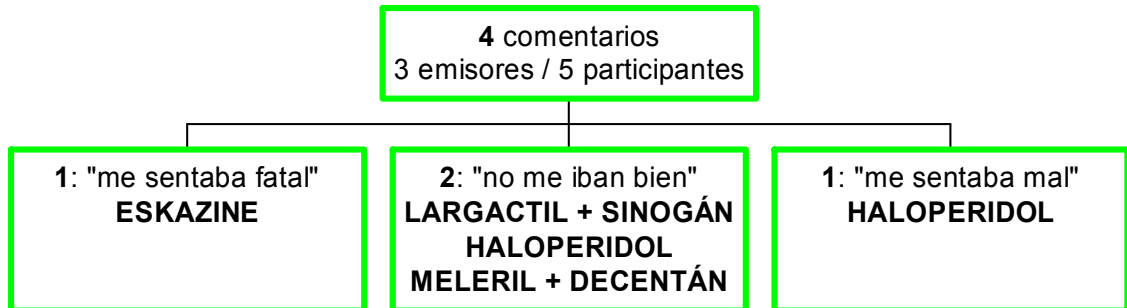 4 comentarios
3 emisores / 5 participantes
1: "me sentaba fatal"
ESKAZINE
2: "no me iban bien"
LARGACTIL + SINOGÁN
HALOPERIDOL
MELERIL + DECENTÁN
1: "me sentaba mal"
HALOPERIDOL